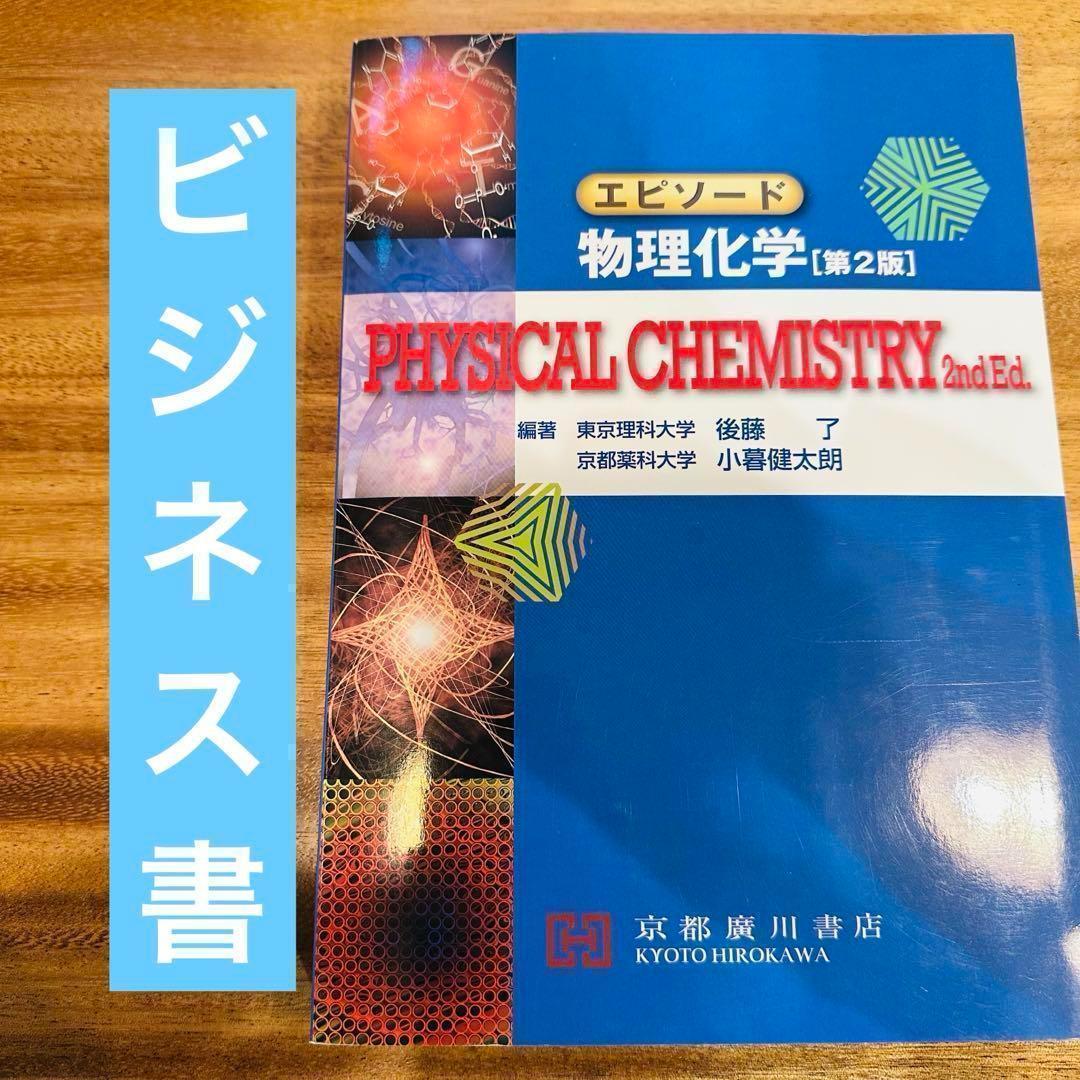 ビジネス書
エピソード
物理化学[第2版]
PHYSICAL CHEMISTRY 2nd Ed.
編著 東京理科大学 後藤 了
京都薬科大学 小暮健太朗
京都廣川書店
KYOTO HIROKAWA
G
A
ytosine